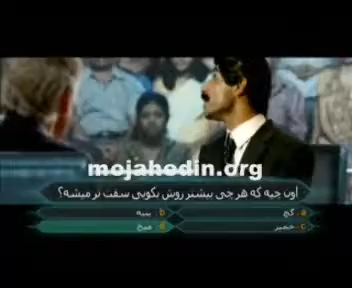 mojahedin.org
اون چیه که هر چی بیشتر روش بکوبی سفت تر میشه؟
a. گچ
b. پنبه
c. خمیر
d. میخ